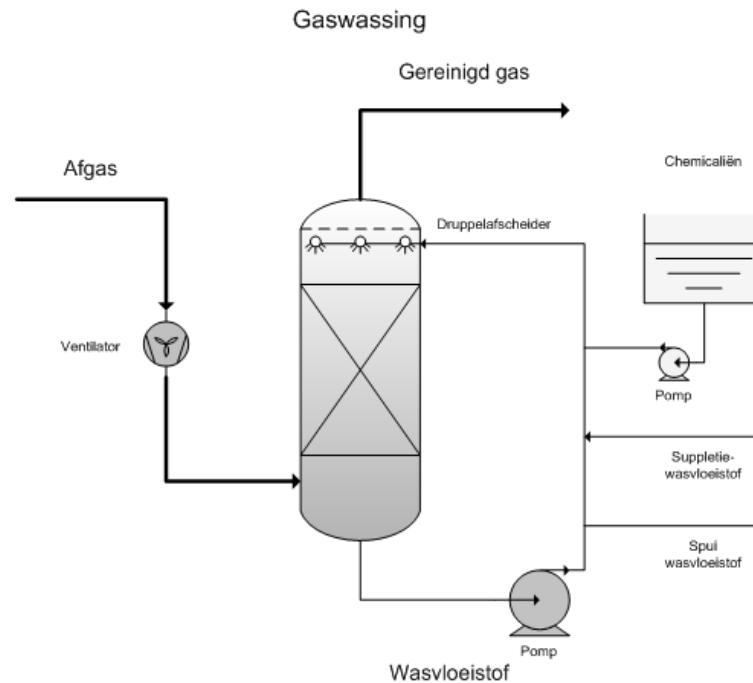 Gaswassing
Gereinigd gas
Afgas
Chemicaliën
Druppelafscheider
Ventilator
Pomp
Suppletie-
wasvloeistof
Spui
wasvloeistof
Pomp
Wasvloeistof